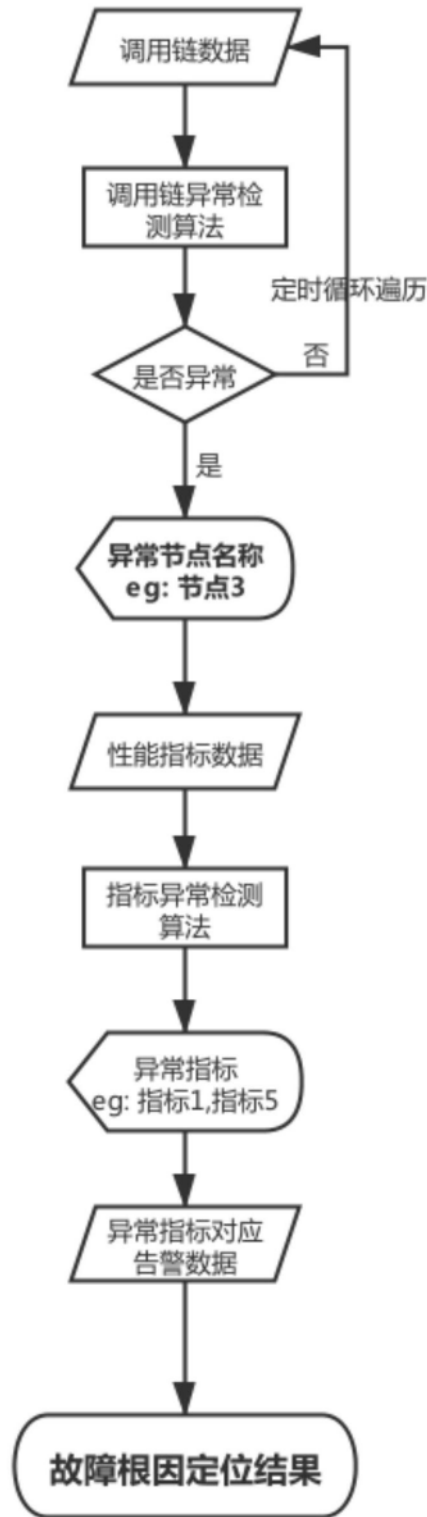 调用链数据
调用链异常检
测算法
定时循环遍历
是否异常
否
是
异常节点名称
eg: 节点3
性能指标数据
指标异常检测
算法
异常指标
eg: 指标1,指标5
异常指标对应
告警数据
故障根因定位结果